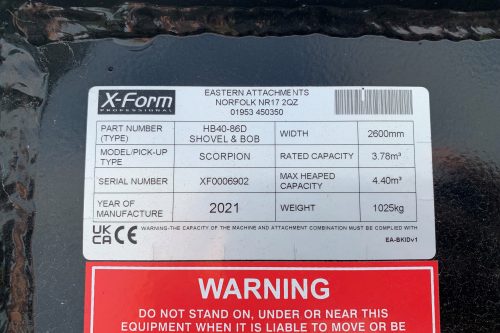 X-FORM
PROFESSIONAL
EASTERN ATTACHMENTS
NORFOLK NR17 2QZ
01953 450350
PART NUMBER (TYPE) HB40-86D SHOVEL & BOB WIDTH 2600mm
MODEL/PICK-UP TYPE SCORPION RATED CAPACITY 3.78m³
SERIAL NUMBER XF0006902 MAX HEAPED CAPACITY 4.40m³
YEAR OF MANUFACTURE 2021 WEIGHT 1025kg
UK CA CE WARNING-THE CAPACITY OF THE MACHINE AND ATTACHMENT COMBINATION MUST BE COMPLIED WITH
EA-BKIDv1
WARNING
DO NOT STAND ON, UNDER OR NEAR THIS
EQUIPMENT WHEN IT IS LIABLE TO MOVE OR BE